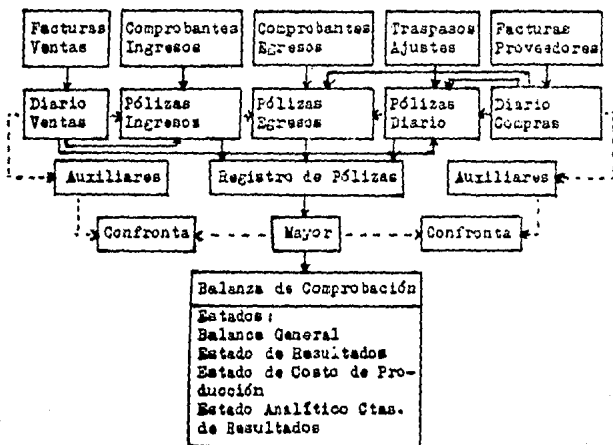 Facturas
Ventas
Comprobantes
Ingresos
Comprobantes
Egresos
Traspasos
Ajustes
Facturas
Proveedores
Diario
Ventas
Pólizas
Ingresos
Pólizas
Egresos
Pólizas
Diario
Diario
Compras
Auxiliares
Registro de Pólizas
Auxiliares
Confronta
Mayor
Confronta
Balanza de Comprobación
Estados:
Balance General
Estado de Resultados
Estado de Costo de Pro-
ducción
Estado Analítico Ctas.
de Resultados